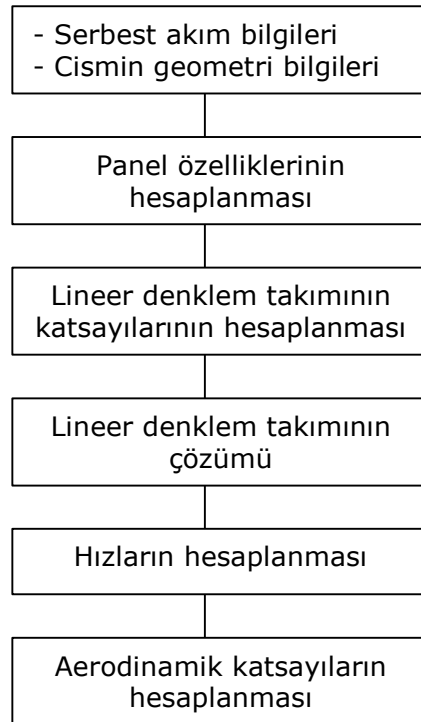 - Serbest akım bilgileri
- Cismin geometri bilgileri
Panel özelliklerinin
hesaplanması
Lineer denklem takımının
katsayılarının hesaplanması
Lineer denklem takımının
çözümü
Hızların hesaplanması
Aerodinamik katsayıların
hesaplanması